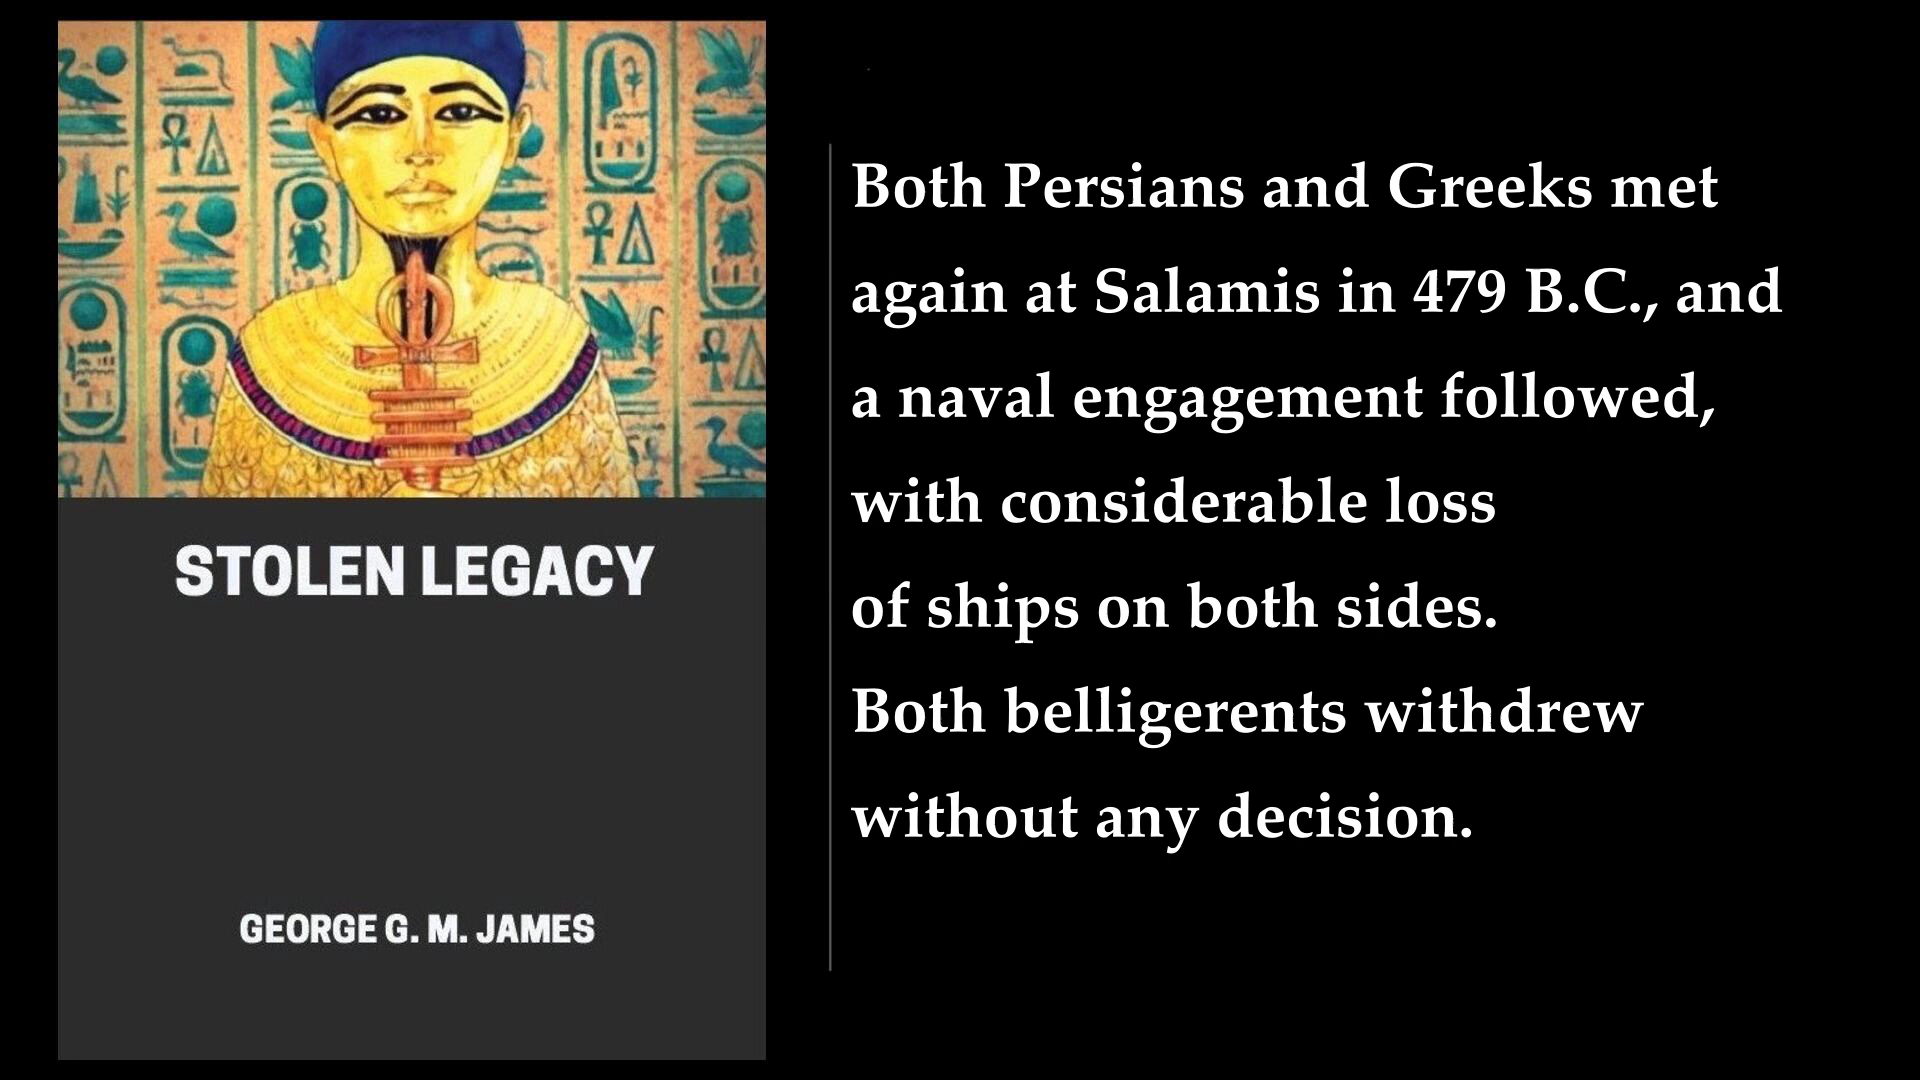 STOLEN LEGACY
GEORGE G. M. JAMES
Both Persians and Greeks met
again at Salamis in 479 B.C., and
a naval engagement followed,
with considerable loss
of ships on both sides.
Both belligerents withdrew
without any decision.